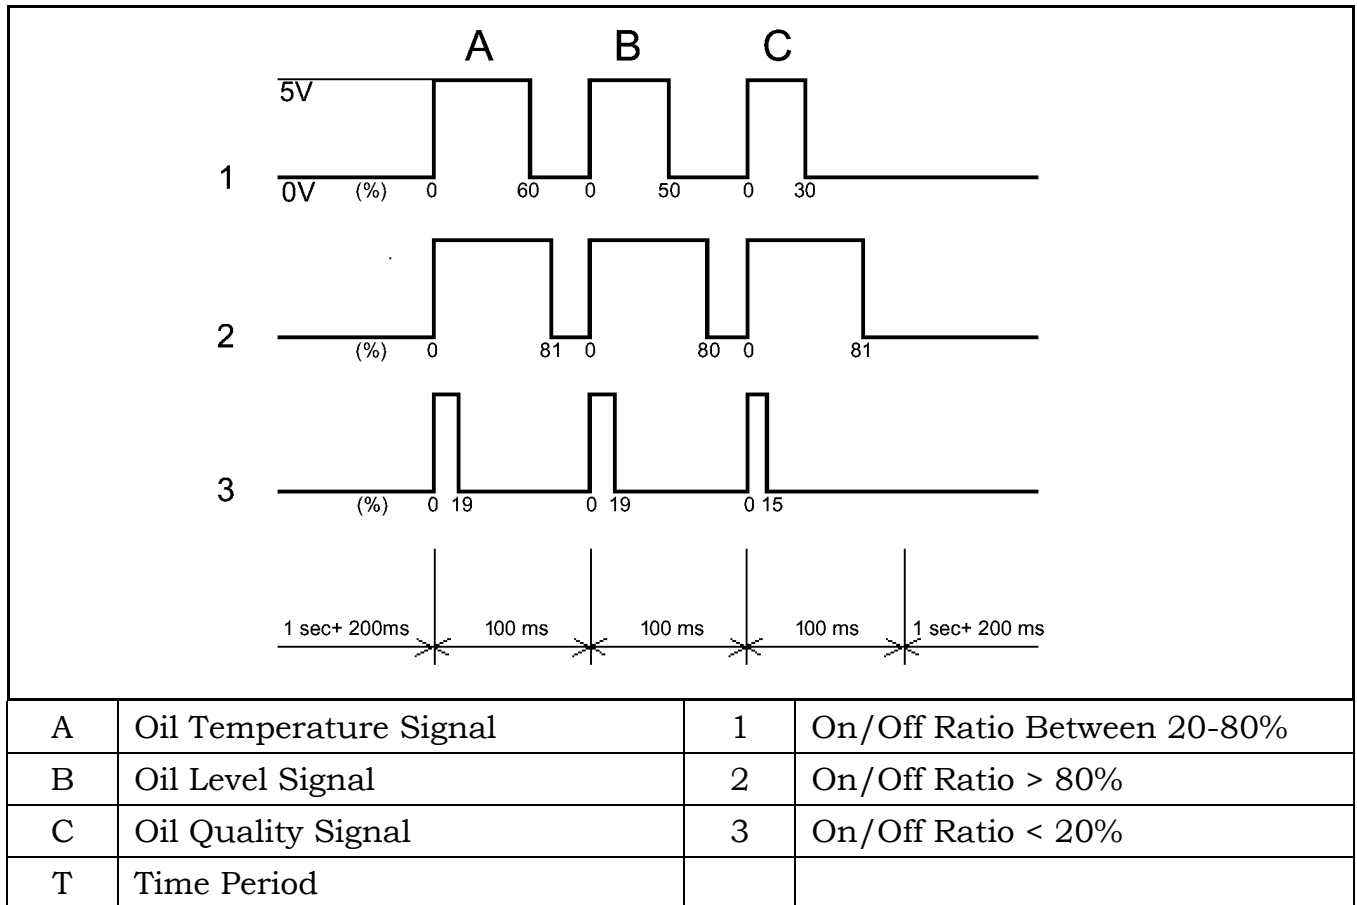 A B C
5V
1
0V (%) 0 60 0 50 0 30
2
(%) 0 81 0 80 0 81
3
(%) 0 19 0 19 0 15
1 sec+ 200ms 100 ms 100 ms 100 ms 1 sec+ 200 ms
A Oil Temperature Signal 1 On/Off Ratio Between 20-80%
B Oil Level Signal 2 On/Off Ratio > 80%
C Oil Quality Signal 3 On/Off Ratio < 20%
T Time Period